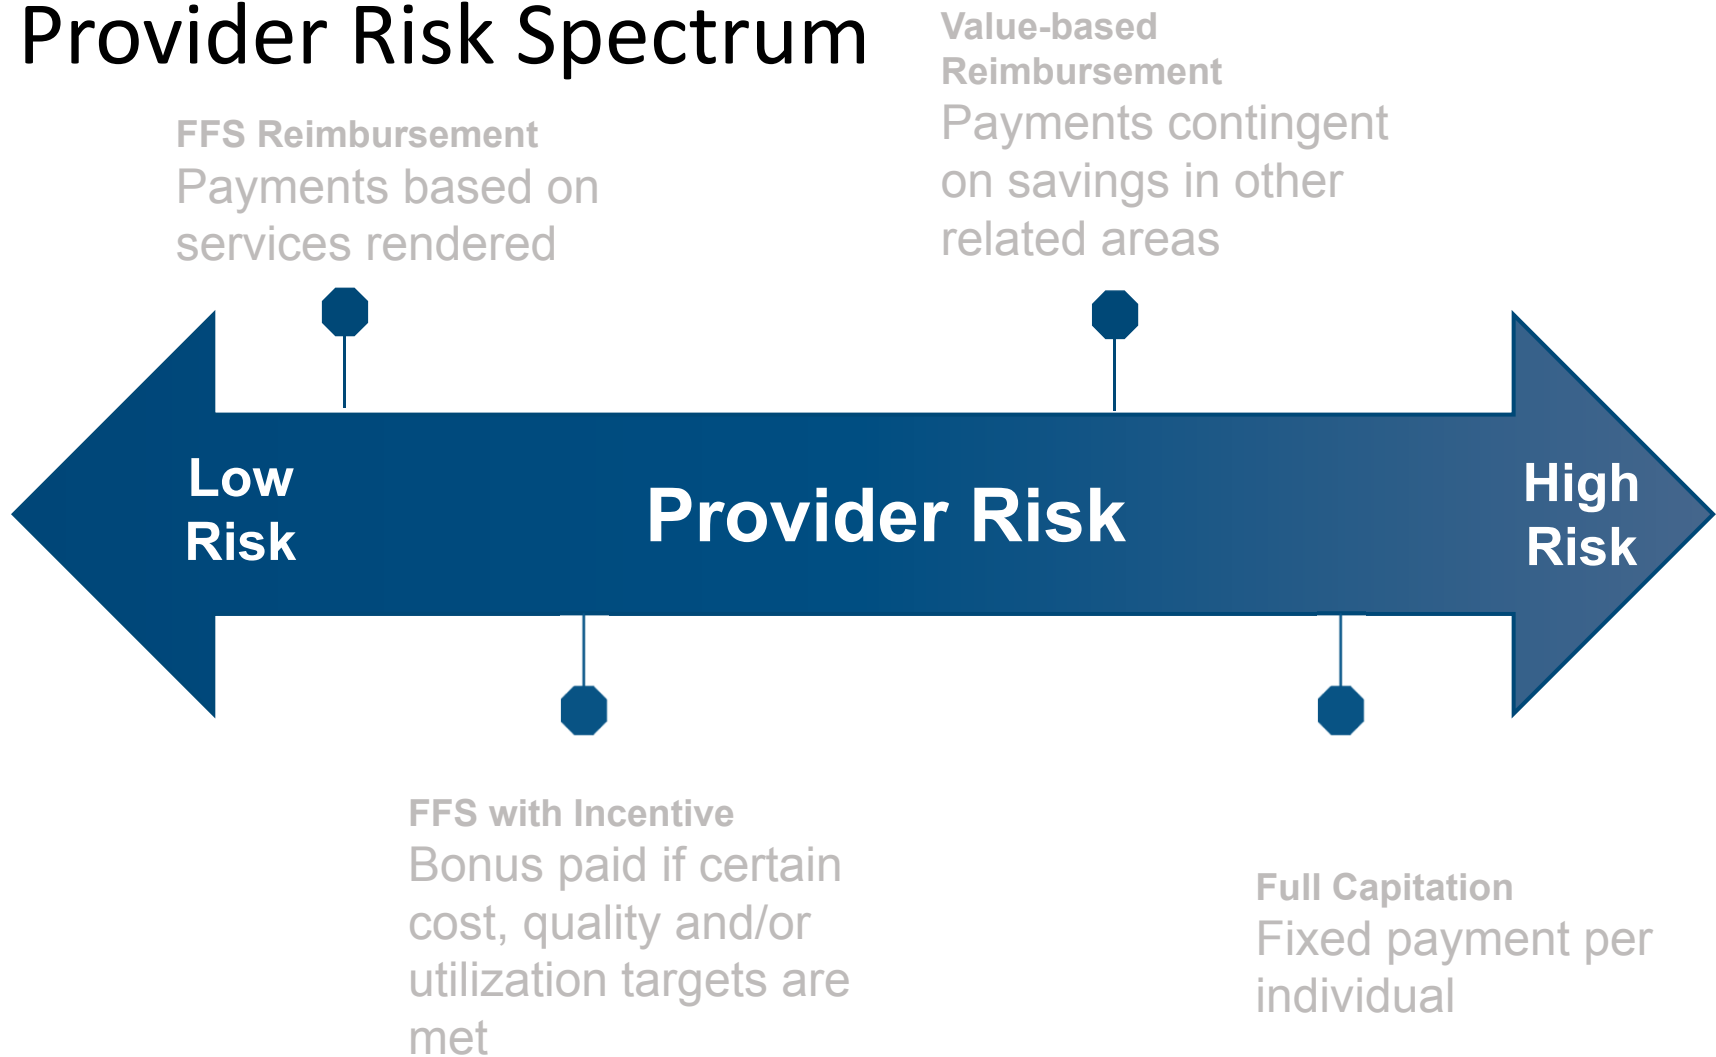 Provider Risk Spectrum
Value-based
Reimbursement
Payments contingent
on savings in other
related areas
FFS Reimbursement
Payments based on
services rendered
Low
Risk
Provider Risk
High
Risk
FFS with Incentive
Bonus paid if certain
cost, quality and/or
utilization targets are
met
Full Capitation
Fixed payment per
individual